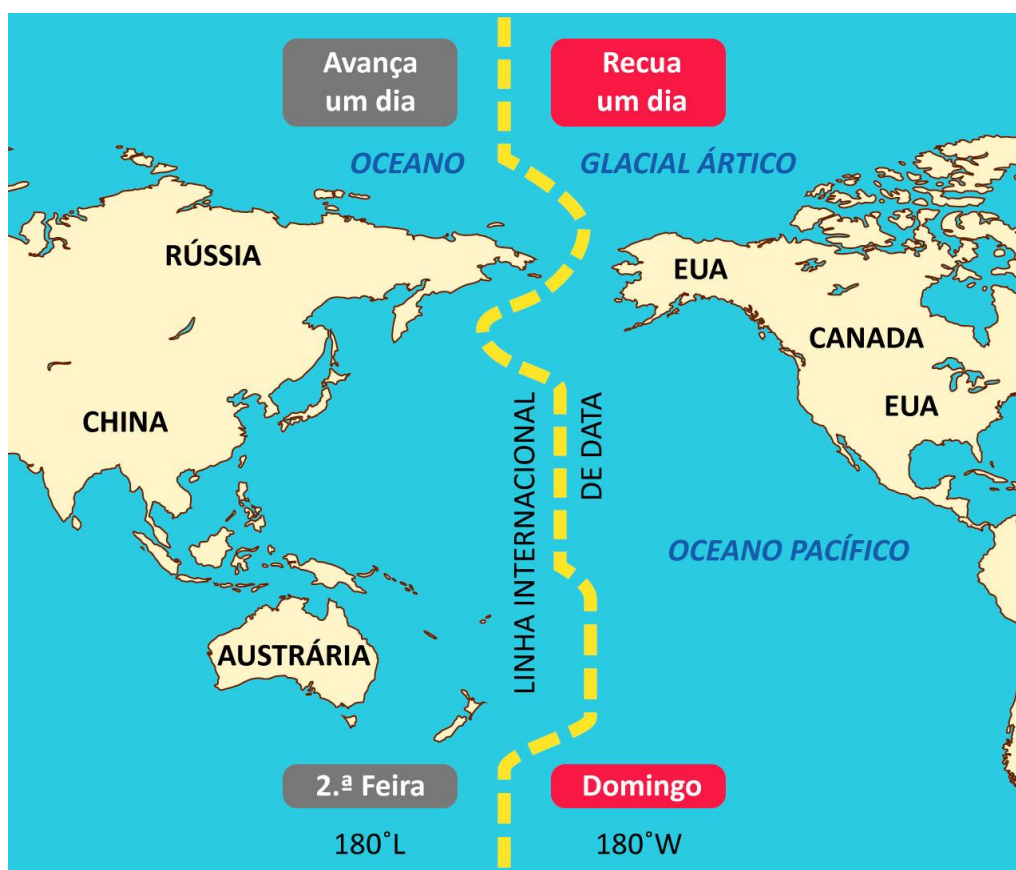 Avança
um dia
Recua
um dia
OCEANO GLACIAL ÁRTICO
RÚSSIA
EUA
CANADA
EUA
CHINA
LINHA INTERNACIONAL
DE DATA
OCEANO PACÍFICO
AUSTRÁRIA
2.ª Feira
Domingo
180˚L
180˚W